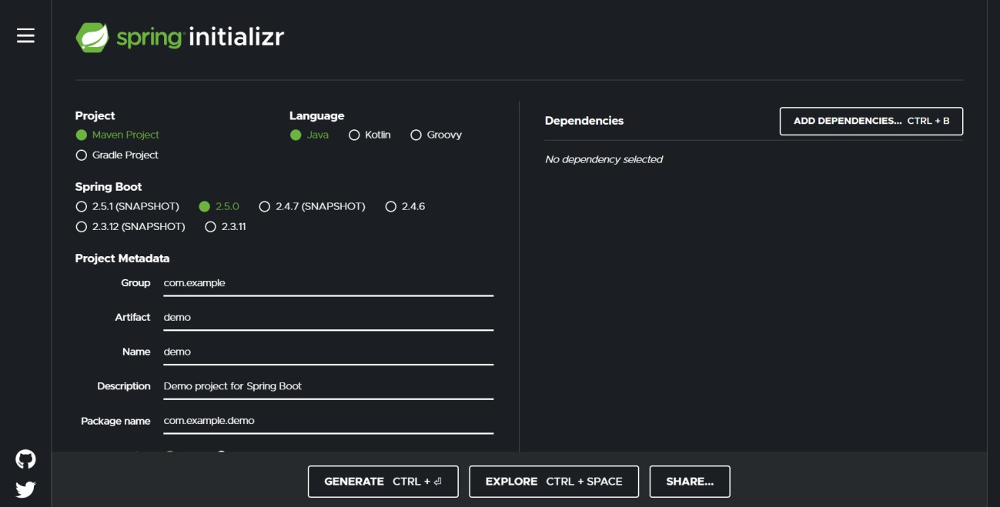 spring initializr
Project
Maven Project
Gradle Project
Language
Java Kotlin Groovy
Spring Boot
2.5.1 (SNAPSHOT) 2.5.0 2.4.7 (SNAPSHOT) 2.4.6
2.3.12 (SNAPSHOT) 2.3.11
Project Metadata
Group com.example
Artifact demo
Name demo
Description Demo project for Spring Boot
Package name com.example.demo
Dependencies ADD DEPENDENCIES... CTRL + B
No dependency selected
GENERATE CTRL + ⏎ EXPLORE CTRL + SPACE SHARE...